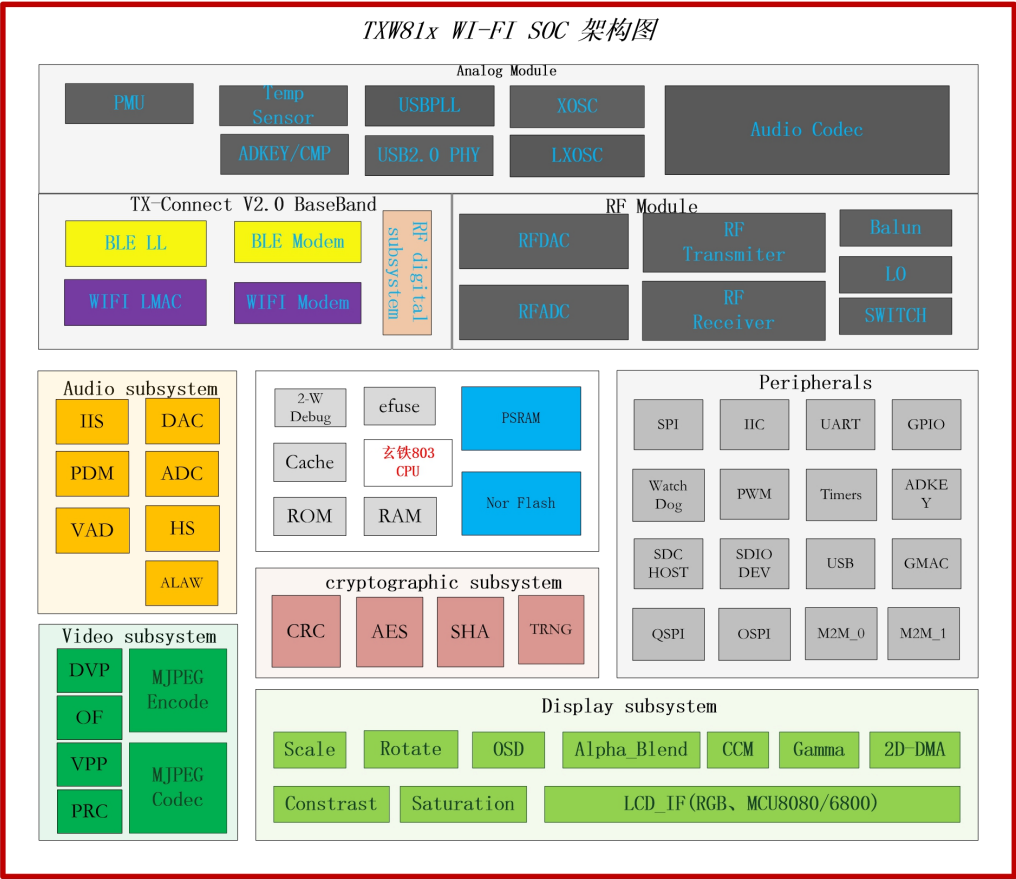 TXW81x WI-FI SOC 架构图
Analog Module
PMU
Temp
Sensor
USBPLL
XOSC
Audio Codec
ADKEY/CMP
USB2.0 PHY
LXOSC
TX-Connect V2.0 BaseBand
BLE LL
BLE Modem
WIFI LMAC
WIFI Modem
RF digital
subsystem
RF Module
RFDAC
RF
Transmiter
Balun
LO
RFADC
RF
Receiver
SWITCH
Audio subsystem
IIS
DAC
PDM
ADC
VAD
HS
ALAW
2-W
Debug
efuse
PSRAM
Cache
玄铁803
CPU
Nor Flash
ROM
RAM
Peripherals
SPI
IIC
UART
GPIO
Watch
Dog
PWM
Timers
ADKE
Y
SDC
HOST
SDIO
DEV
USB
GMAC
QSPI
OSPI
M2M_0
M2M_1
cryptographic subsystem
CRC
AES
SHA
TRNG
Video subsystem
DVP
MJPEG
Encode
OF
VPP
MJPEG
Codec
PRC
Display subsystem
Scale
Rotate
OSD
Alpha_Blend
CCM
Gamma
2D-DMA
Constrast
Saturation
LCD_IF(RGB、MCU8080/6800)